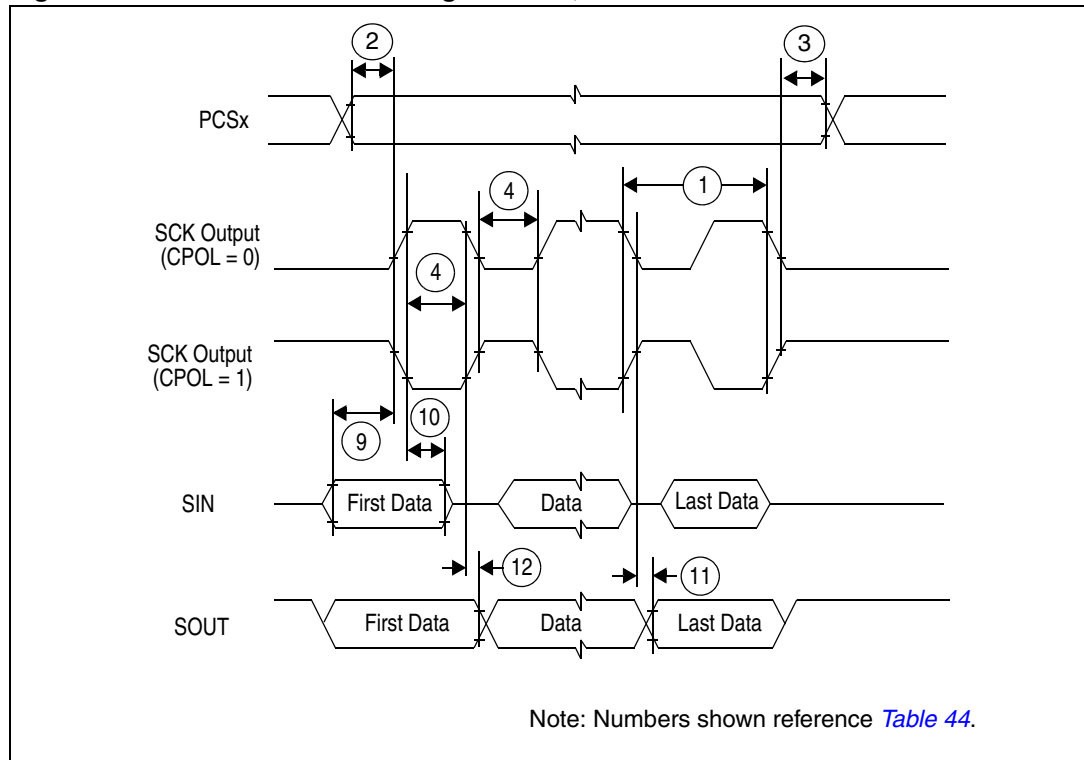 2
3
PCSx
4
1
SCK Output
(CPOL = 0)
4
SCK Output
(CPOL = 1)
10
9
SIN
First Data
Data
Last Data
12
11
SOUT
First Data
Data
Last Data
Note: Numbers shown reference Table 44.